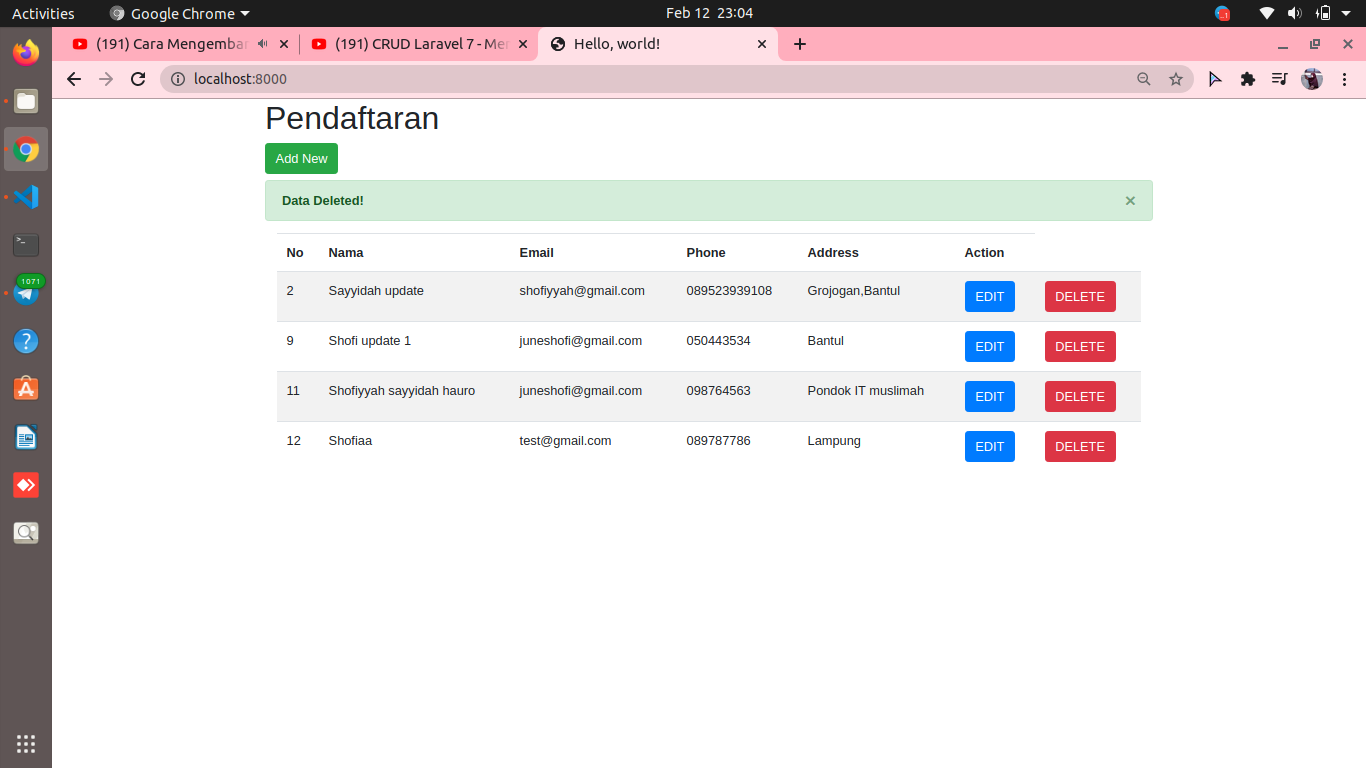 Activities Google Chrome Feb 12 23:04
(191) Cara Mengembar (191) CRUD Laravel 7 - Mer Hello, world!
localhost:8000
Pendaftaran
Add New
Data Deleted! ×
No Nama Email Phone Address Action
2 Sayyidah update shofiyyah@gmail.com 089523939108 Grojogan,Bantul EDIT DELETE
9 Shofi update 1 juneshofi@gmail.com 050443534 Bantul EDIT DELETE
11 Shofiyyah sayyidah hauro juneshofi@gmail.com 098764563 Pondok IT muslimah EDIT DELETE
12 Shofiaa test@gmail.com 089787786 Lampung EDIT DELETE
1071